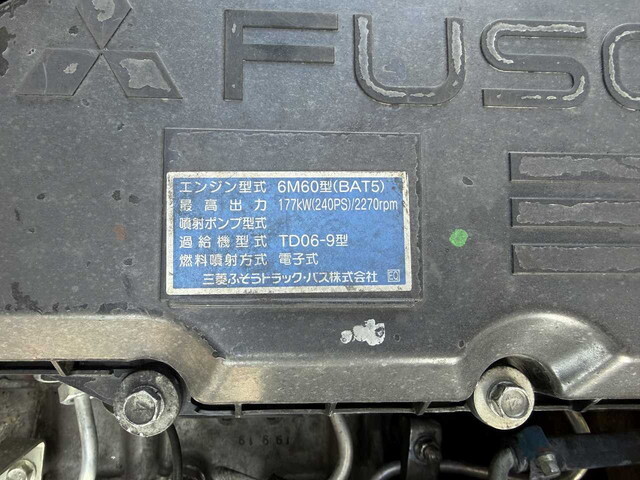 FUSO
エンジン型式 6M60型(BAT5)
最高出力 177kW(240PS)/2270rpm
噴射ポンプ型式
過給機型式 TD06-9型
燃料噴射方式 電子式
三菱ふそうトラック・バス株式会社